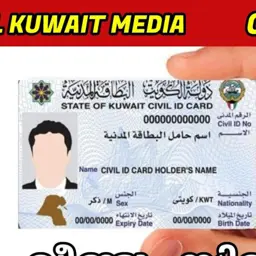 KUWAIT MEDIA
دولة الكويت البطاقة المدنية
STATE OF KUWAIT CIVIL ID CARD
000000000000 الرقم المدني
Civil ID No
اسم حامل البطاقة المدنية الاسم
Name CIVIL ID CARD HOLDER'S NAME
ذكر / M الجنس Sex كويتي / KWT الجنسية Nationality
00/00/0000 تاريخ الانتهاء Expiry Date 00/00/0000 تاريخ الميلاد Birth Date